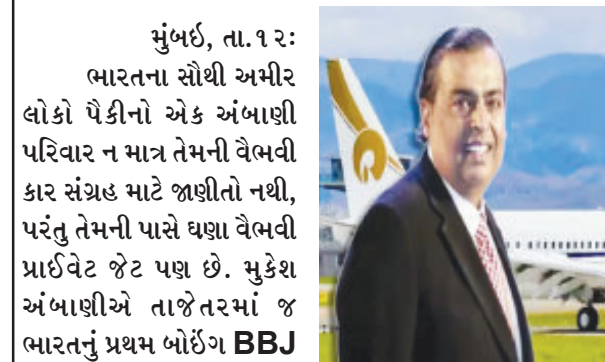 મુંબઇ, તા.૧૨ઃ
ભારતના સૌથી અમીર
લોકો પૈકીનો એક અંબાણી
પરિવાર ન માત્ર તેમની વૈભવી
કાર સંગ્રહ માટે જાણીતો નથી,
પરંતુ તેમની પાસે ઘણા વૈભવી
પ્રાઈવેટ જેટ પણ છે. મુકેશ
અંબાણીએ તાજેતરમાં જ
ભારતનું પ્રથમ બોઇંગ BBJ